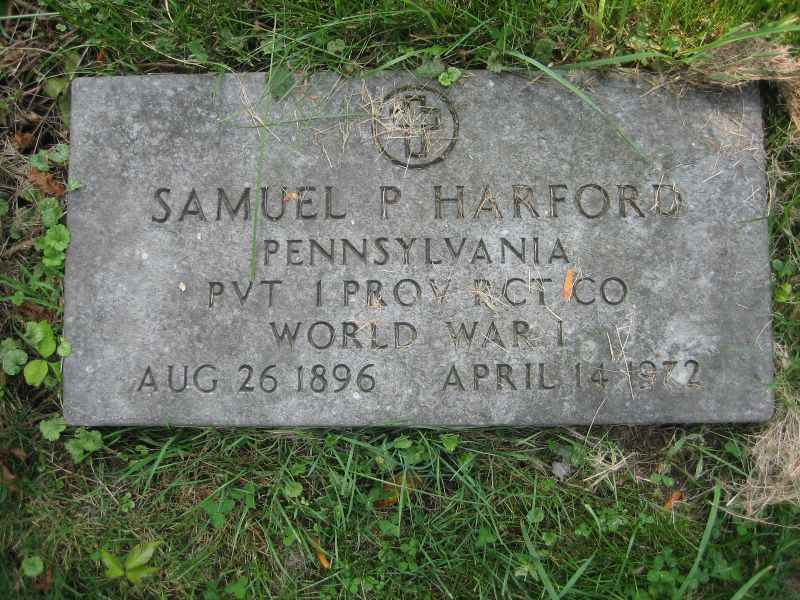 SAMUEL P HARFORD
PENNSYLVANIA
PVT 1 PROV RCT CO
WORLD WAR I
AUG 26 1896 APRIL 14 1972